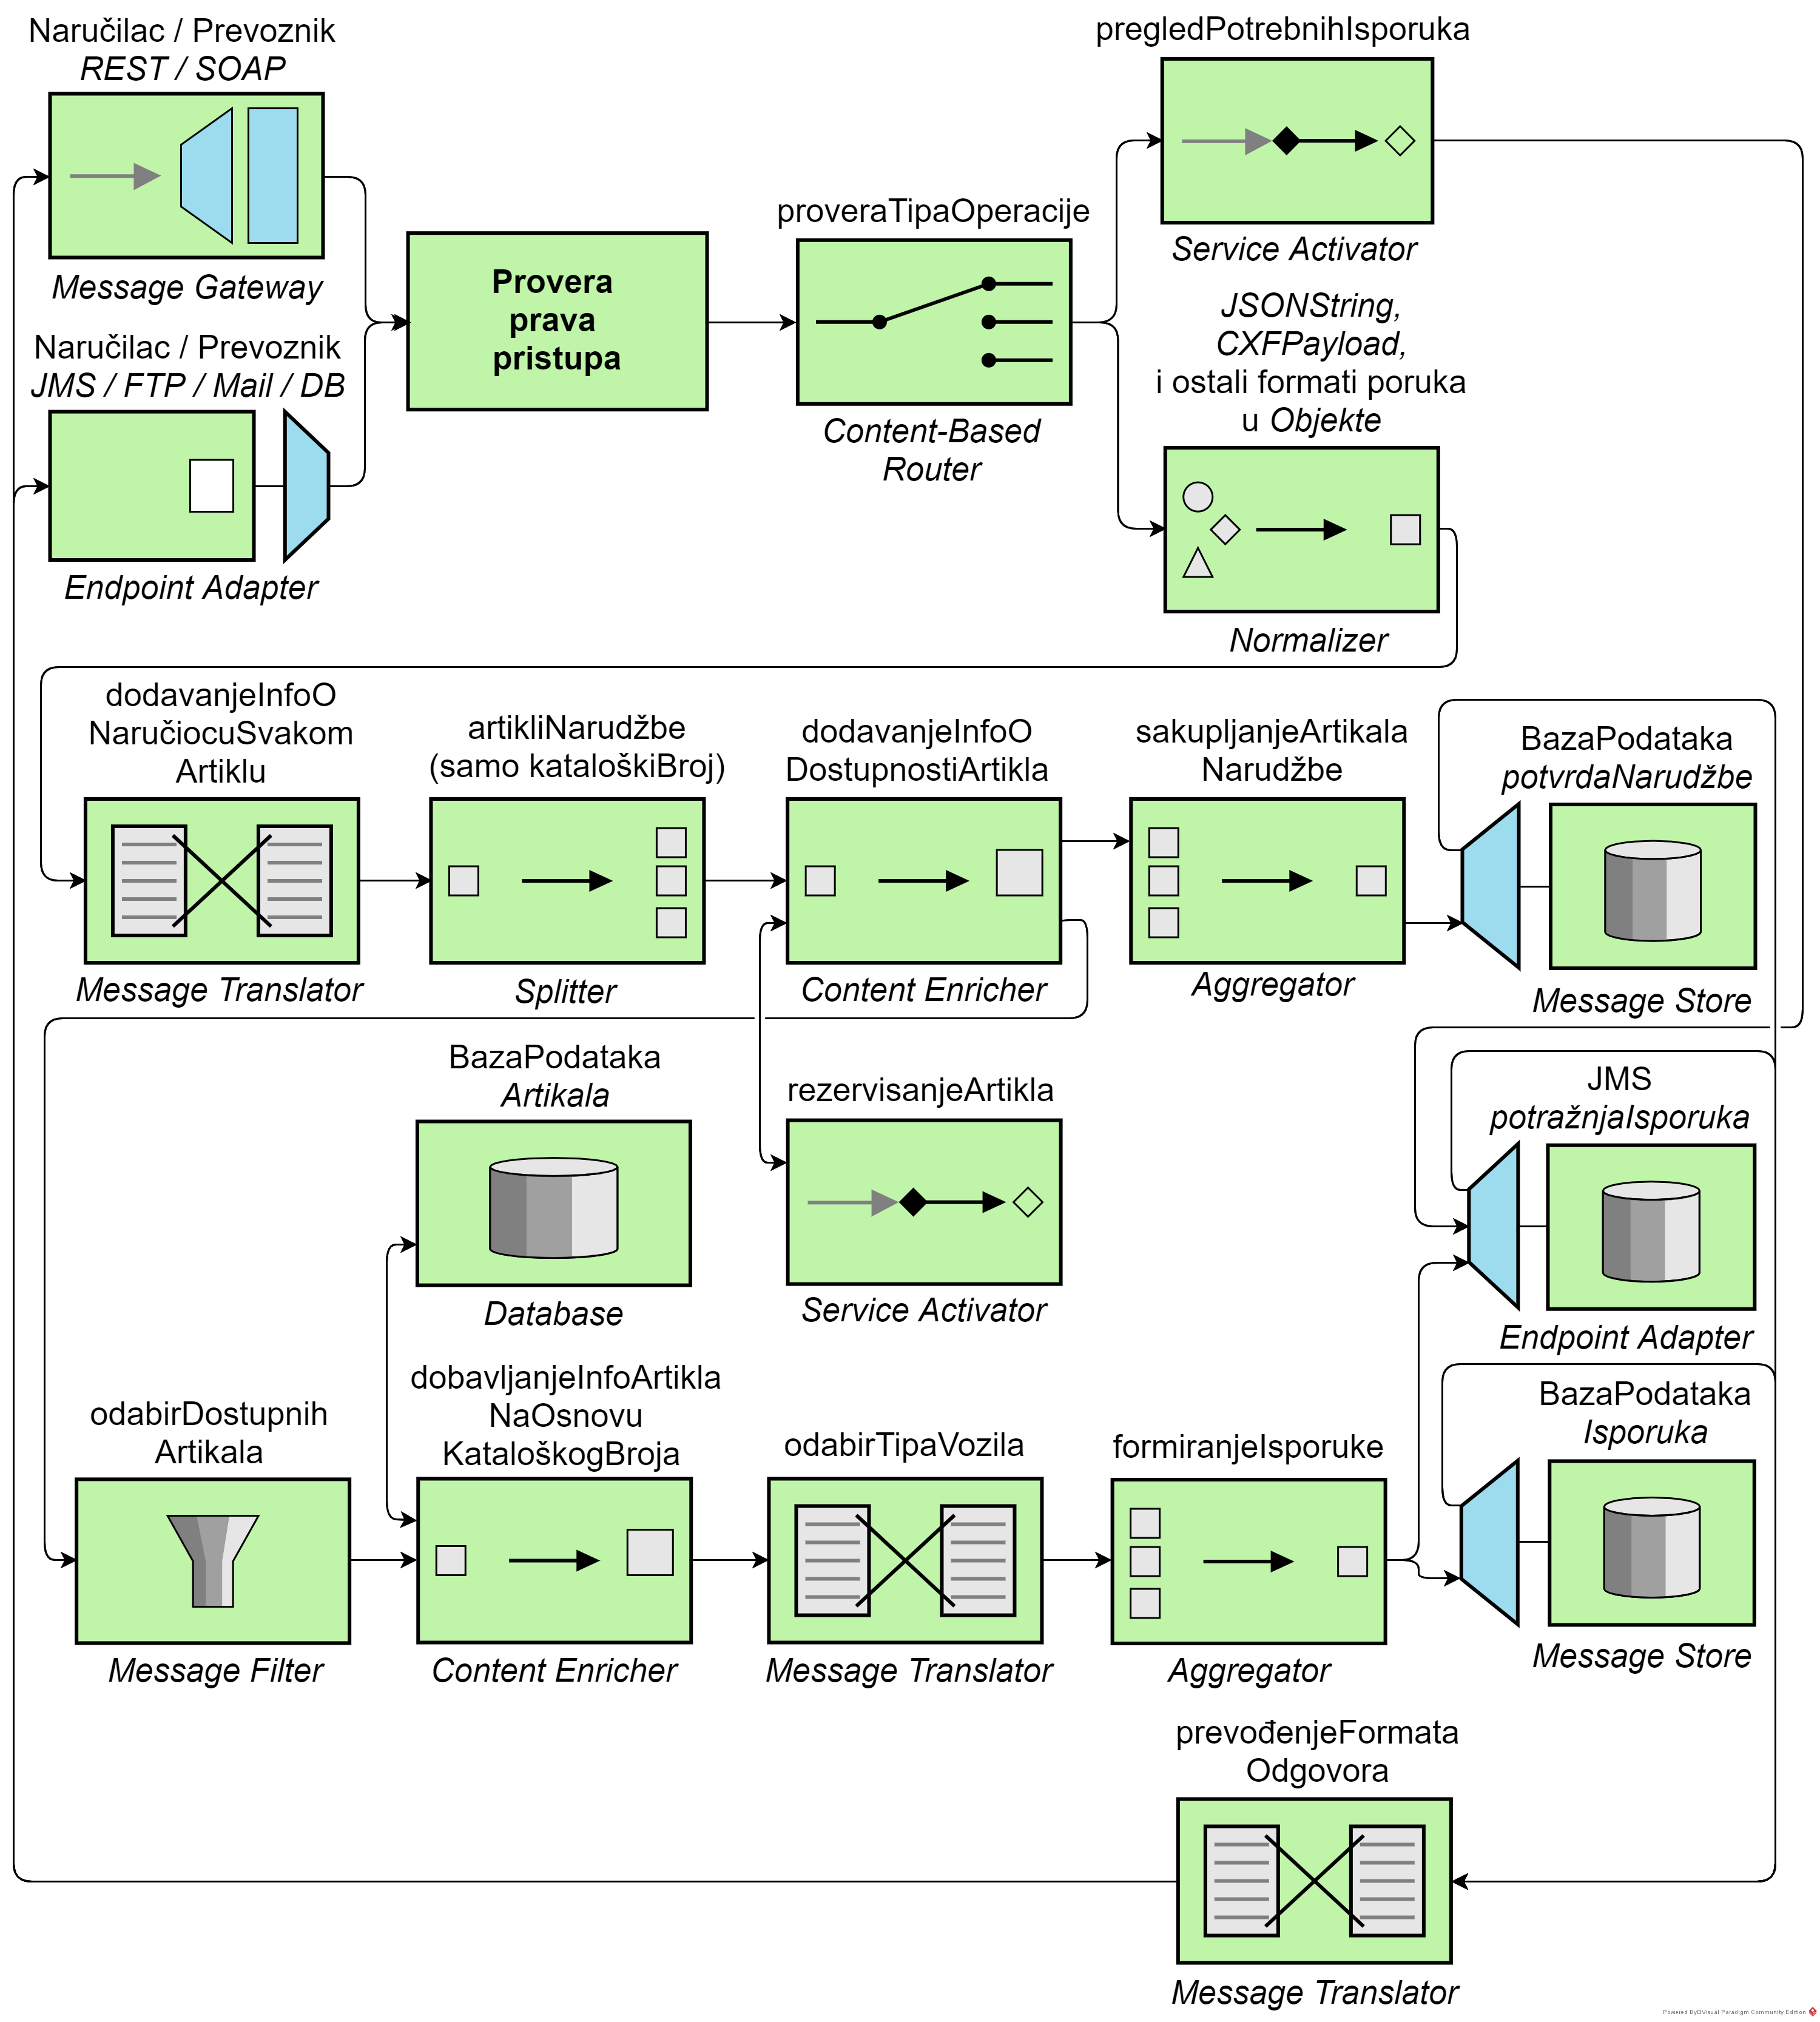 Naručilac / Prevoznik
REST / SOAP
Message Gateway
Naručilac / Prevoznik
JMS / FTP / Mail / DB
Endpoint Adapter
Provera
prava
pristupa
proveraTipaOperacije
Content-Based
Router
pregledPotrebnihIsporuka
Service Activator
JSONString,
CXFPayload,
i ostali formati poruka
u Objekte
Normalizer
dodavanjeInfoO
NaručiocuSvakom
Artiklu
Message Translator
artikliNarudžbe
(samo kataloškiBroj)
Splitter
dodavanjeInfoO
DostupnostiArtikla
Content Enricher
sakupljanjeArtikala
Narudžbe
Aggregator
BazaPodataka
potvrdaNarudžbe
Message Store
BazaPodataka
Artikala
Database
rezervisanjeArtikla
Service Activator
JMS
potražnjaIsporuka
Endpoint Adapter
odabirDostupnih
Artikala
Message Filter
dobavljanjeInfoArtikla
NaOsnovu
KataloškogBroja
Content Enricher
odabirTipaVozila
Message Translator
formiranjeIsporuke
Aggregator
BazaPodataka
Isporuka
Message Store
prevođenjeFormata
Odgovora
Message Translator
Powered By Visual Paradigm Community Edition